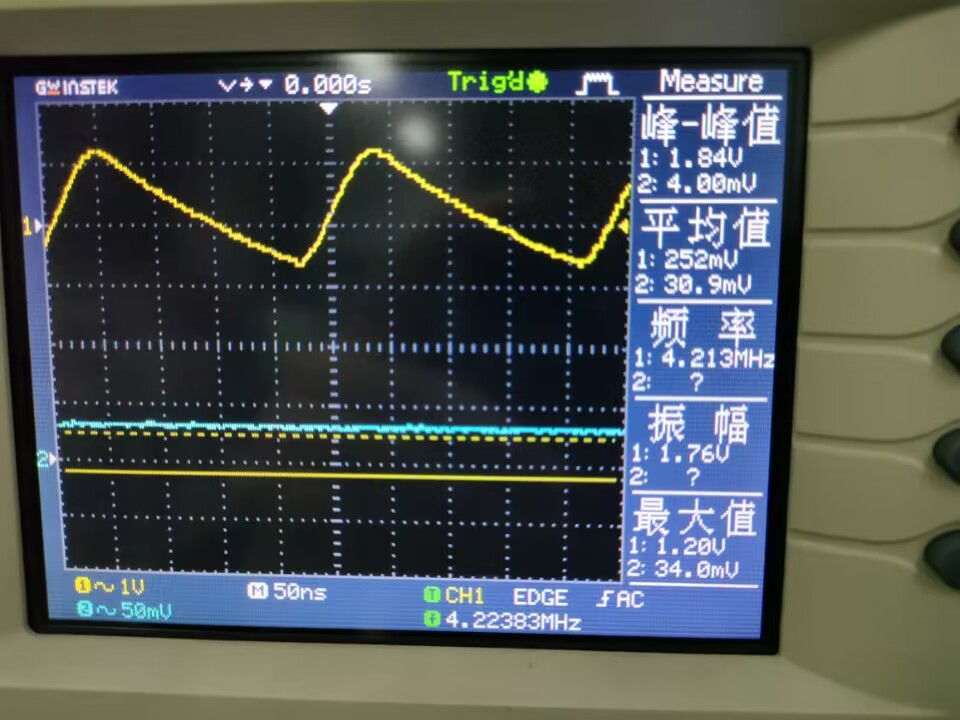 GWINSTEK 0.000s Trig'd Measure
峰-峰值
1: 1.84V
2: 4.00mV
平均值
1: 252mV
2: 30.9mV
频 率
1: 4.213MHz
2: ?
振 幅
1: 1.76V
2: ?
最大值
1: 1.20V
2: 34.0mV
1
2
1 ~ 1V M 50ns T CH1 EDGE AC
2 ~ 50mV f 4.22383MHz